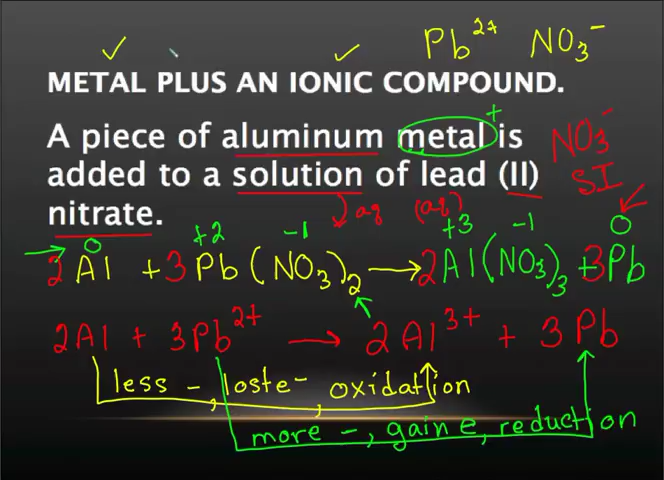 Pb²⁺ NO₃⁻
METAL PLUS AN IONIC COMPOUND.
A piece of aluminum metal is
added to a solution of lead (II)
nitrate.
+
NO₃⁻
SI
aq (aq)
0 +2 -1 +3 -1 0
3Al + 3Pb(NO₃)₂ → 2Al(NO₃)₃ + 3Pb
2Al + 3Pb²⁺ → 2Al³⁺ + 3Pb
less -, lost e-, oxidation
more -, gain e, reduction